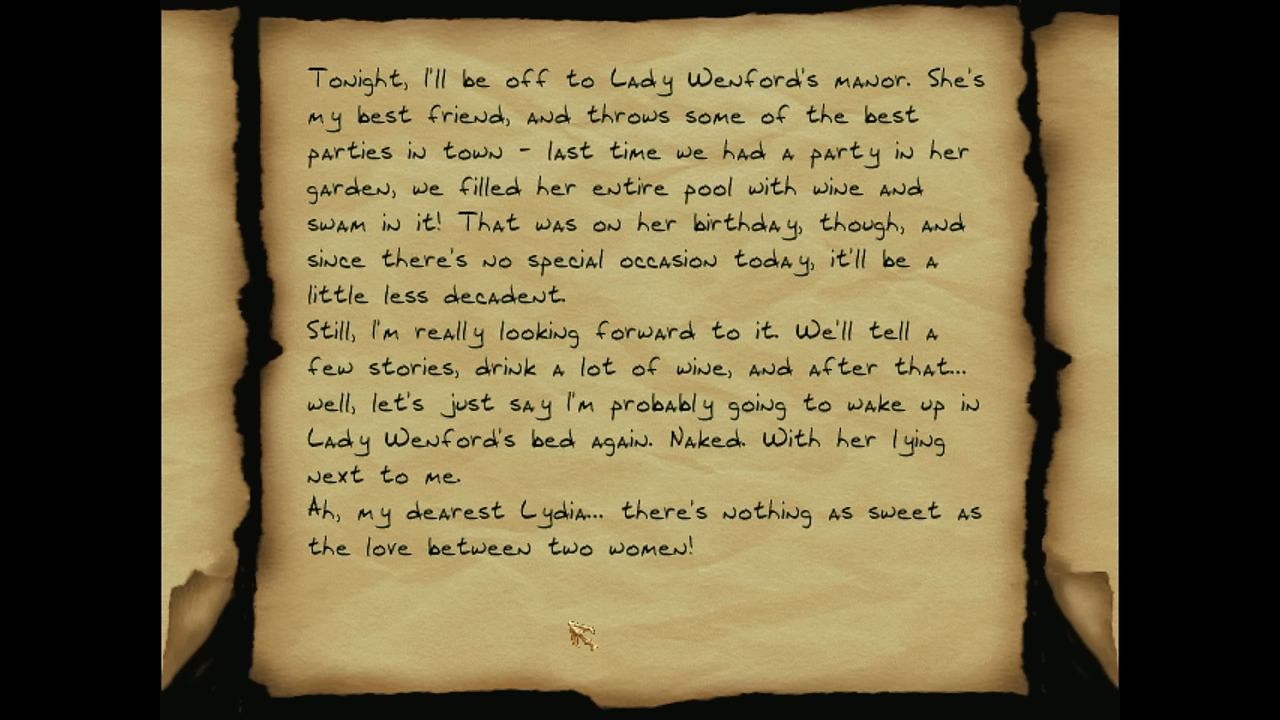 Tonight, I'll be off to Lady Wenford's manor. She's
my best friend, and throws some of the best
parties in town - last time we had a party in her
garden, we filled her entire pool with wine and
swam in it! That was on her birthday, though, and
since there's no special occasion today, it'll be a
little less decadent.
Still, I'm really looking forward to it. We'll tell a
few stories, drink a lot of wine, and after that...
well, let's just say I'm probably going to wake up in
Lady Wenford's bed again. Naked. With her lying
next to me.
Ah, my dearest Lydia... there's nothing as sweet as
the love between two women!